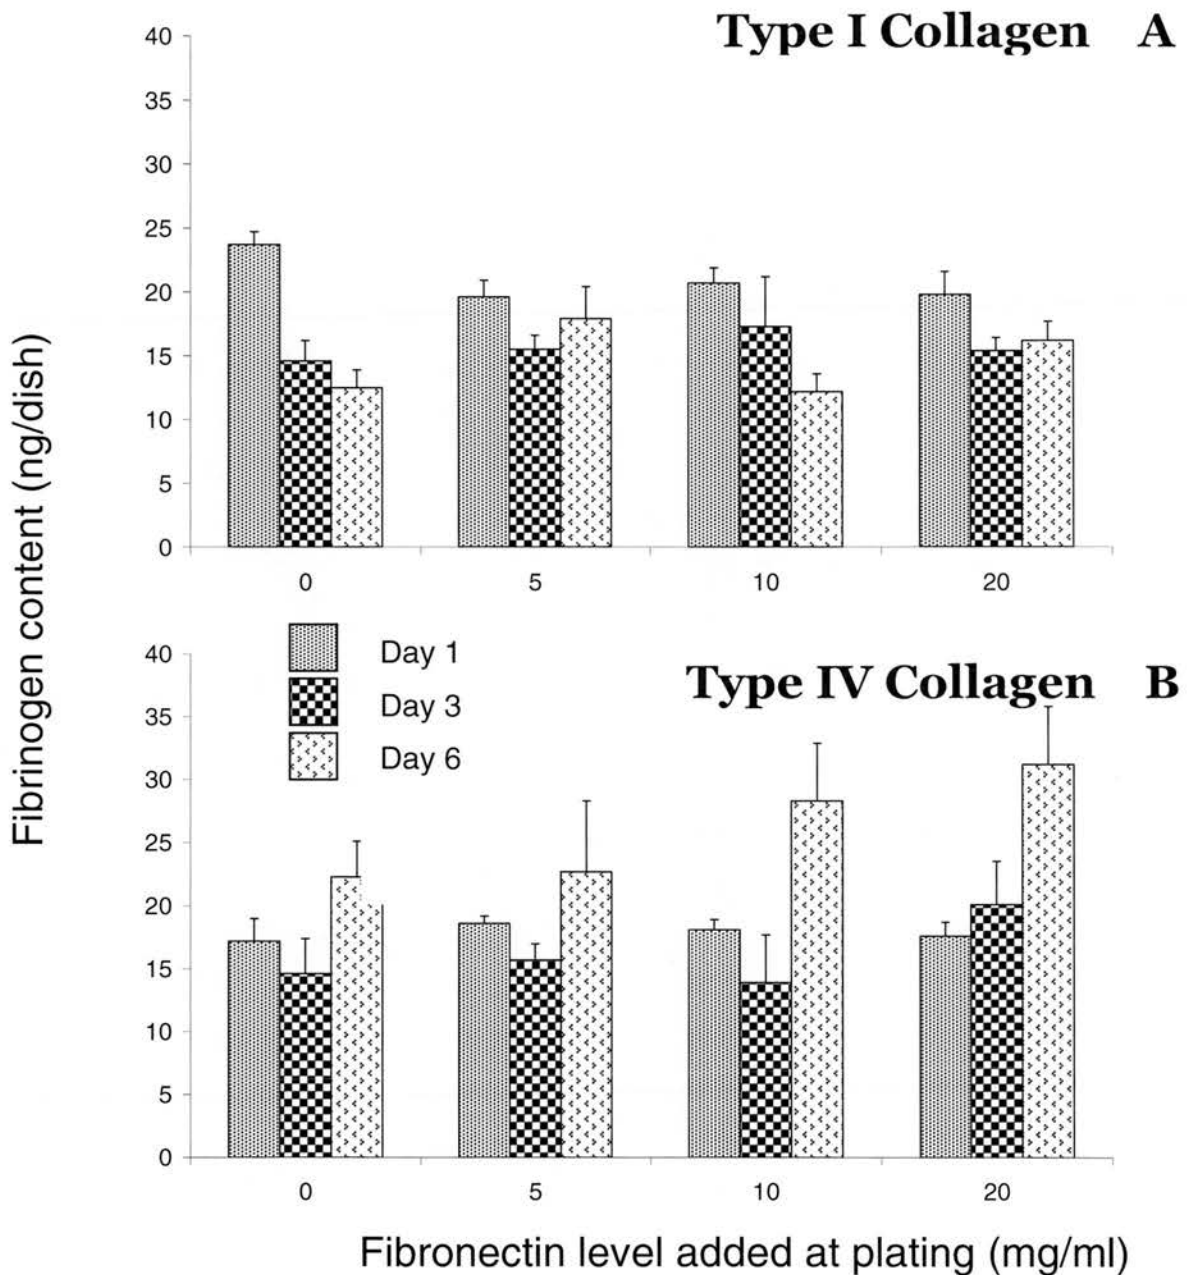 Type I Collagen A
40
35
30
25
20
15
10
5
0
0 5 10 20
Fibrinogen content (ng/dish)
Day 1
Day 3
Day 6
Type IV Collagen B
40
35
30
25
20
15
10
5
0
0 5 10 20
Fibronectin level added at plating (mg/ml)